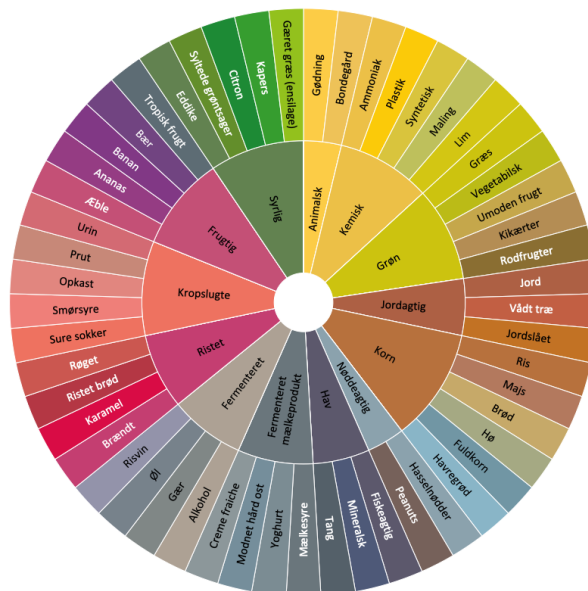 Gødning
Bondegård
Ammoniak
Plastik
Syntetisk
Maling
Lim
Græs
Vegetabilsk
Umoden frugt
Kikærter
Rodfrugter
Jord
Vådt træ
Jordslået
Ris
Majs
Brød
Hø
Fuldkorn
Havregrød
Hasselnødder
Peanuts
Fiskeagtig
Mineralsk
Tang
Mælkesyre
Yoghurt
Modnet hård ost
Creme fraiche
Alkohol
Gær
Øl
Risvin
Brændt
Karamel
Ristet brød
Røget
Sure sokker
Smørsyre
Opkast
Prut
Urin
Æble
Ananas
Banan
Bær
Tropisk frugt
Eddike
Syltede grøntsager
Citron
Kapers
Gæret græs (ensilage)
Animalsk
Kemisk
Grøn
Jordagtig
Korn
Nøddeagtig
Hav
Fermenteret
mælkeprodukt
Fermenteret
Ristet
Kropslugte
Frugtig
Syrlig